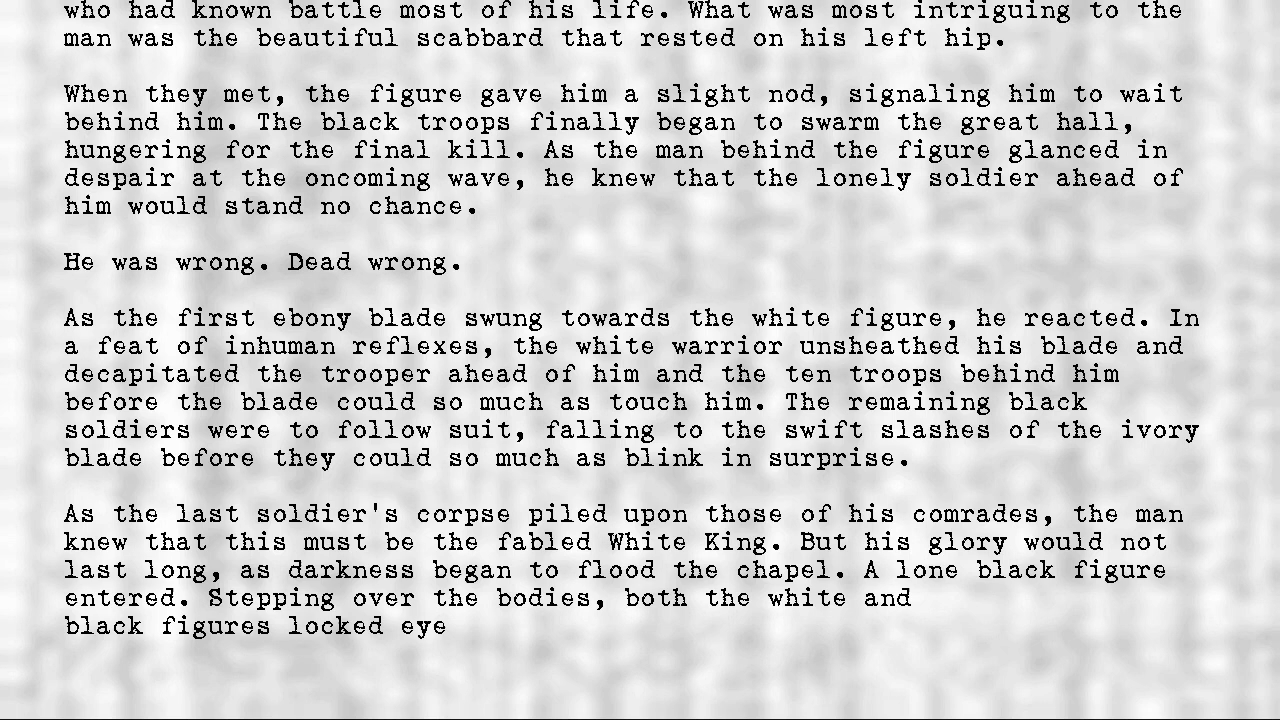 who had known battle most of his life. What was most intriguing to the
man was the beautiful scabbard that rested on his left hip.
When they met, the figure gave him a slight nod, signaling him to wait
behind him. The black troops finally began to swarm the great hall,
hungering for the final kill. As the man behind the figure glanced in
despair at the oncoming wave, he knew that the lonely soldier ahead of
him would stand no chance.
He was wrong. Dead wrong.
As the first ebony blade swung towards the white figure, he reacted. In
a feat of inhuman reflexes, the white warrior unsheathed his blade and
decapitated the trooper ahead of him and the ten troops behind him
before the blade could so much as touch him. The remaining black
soldiers were to follow suit, falling to the swift slashes of the ivory
blade before they could so much as blink in surprise.
As the last soldier's corpse piled upon those of his comrades, the man
knew that this must be the fabled White King. But his glory would not
last long, as darkness began to flood the chapel. A lone black figure
entered. Stepping over the bodies, both the white and
black figures locked eye